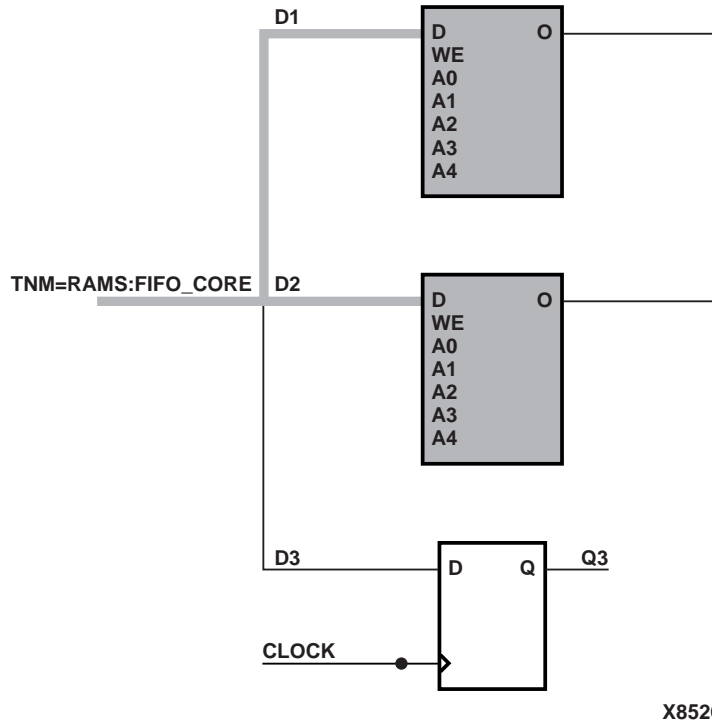 D1
D O
WE
A0
A1
A2
A3
A4
TNM=RAMS:FIFO_CORE D2
D O
WE
A0
A1
A2
A3
A4
D3
D Q Q3
CLOCK